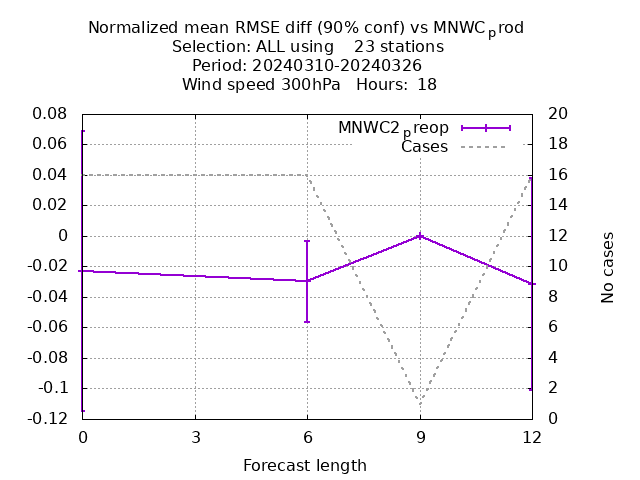 Normalized mean RMSE diff (90% conf) vs MNWCprod
Selection: ALL using    23 stations
Period: 20240310-20240326
Wind speed 300hPa   Hours:  18
MNWC2preop
Cases
0.08
0.06
0.04
0.02
0
-0.02
-0.04
-0.06
-0.08
-0.1
-0.12
20
18
16
14
12
10
8
6
4
2
0
No cases
0 3 6 9 12
Forecast length